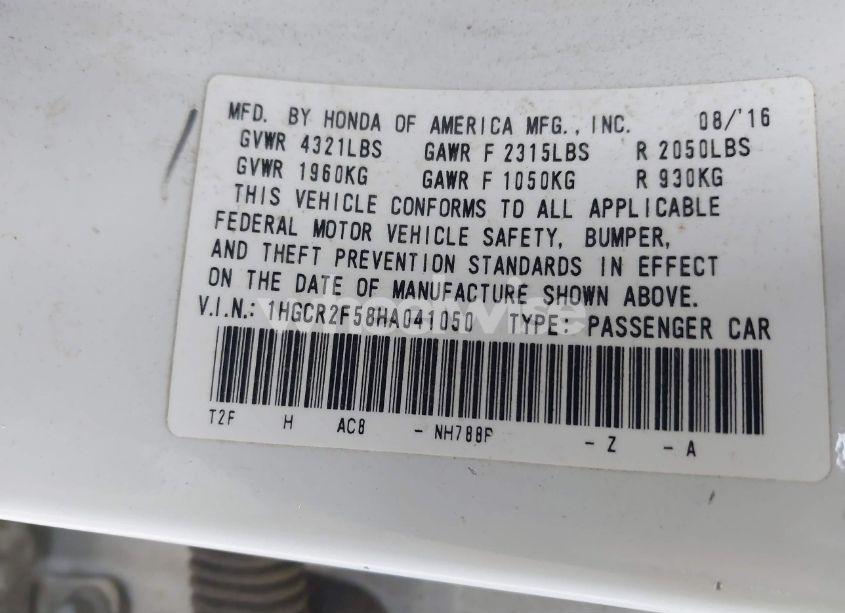 MFD. BY HONDA OF AMERICA MFG., INC. 08/'16
GVWR 4321LBS GAWR F 2315LBS R 2050LBS
GVWR 1960KG GAWR F 1050KG R 930KG
THIS VEHICLE CONFORMS TO ALL APPLICABLE
FEDERAL MOTOR VEHICLE SAFETY, BUMPER,
AND THEFT PREVENTION STANDARDS IN EFFECT
ON THE DATE OF MANUFACTURE SHOWN ABOVE.
V.I.N.: 1HGCR2F58HA041050 TYPE: PASSENGER CAR
T2F H AC8 - NH788P - Z - A